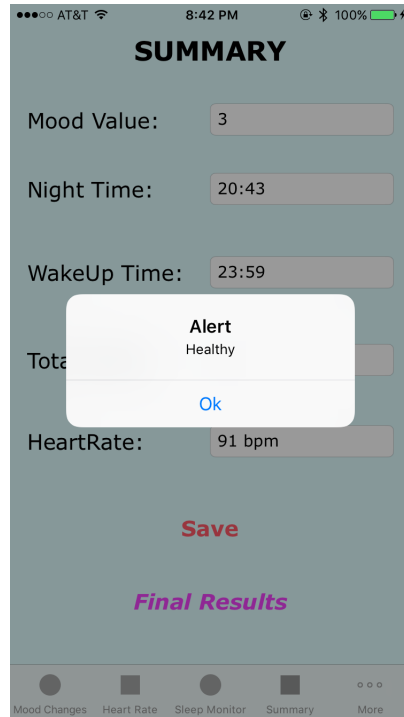 AT&T 8:42 PM 100%
SUMMARY
Mood Value: 3
Night Time: 20:43
WakeUp Time: 23:59
Alert
Healthy
Ok
HeartRate: 91 bpm
Save
Final Results
Mood Changes Heart Rate Sleep Monitor Summary More